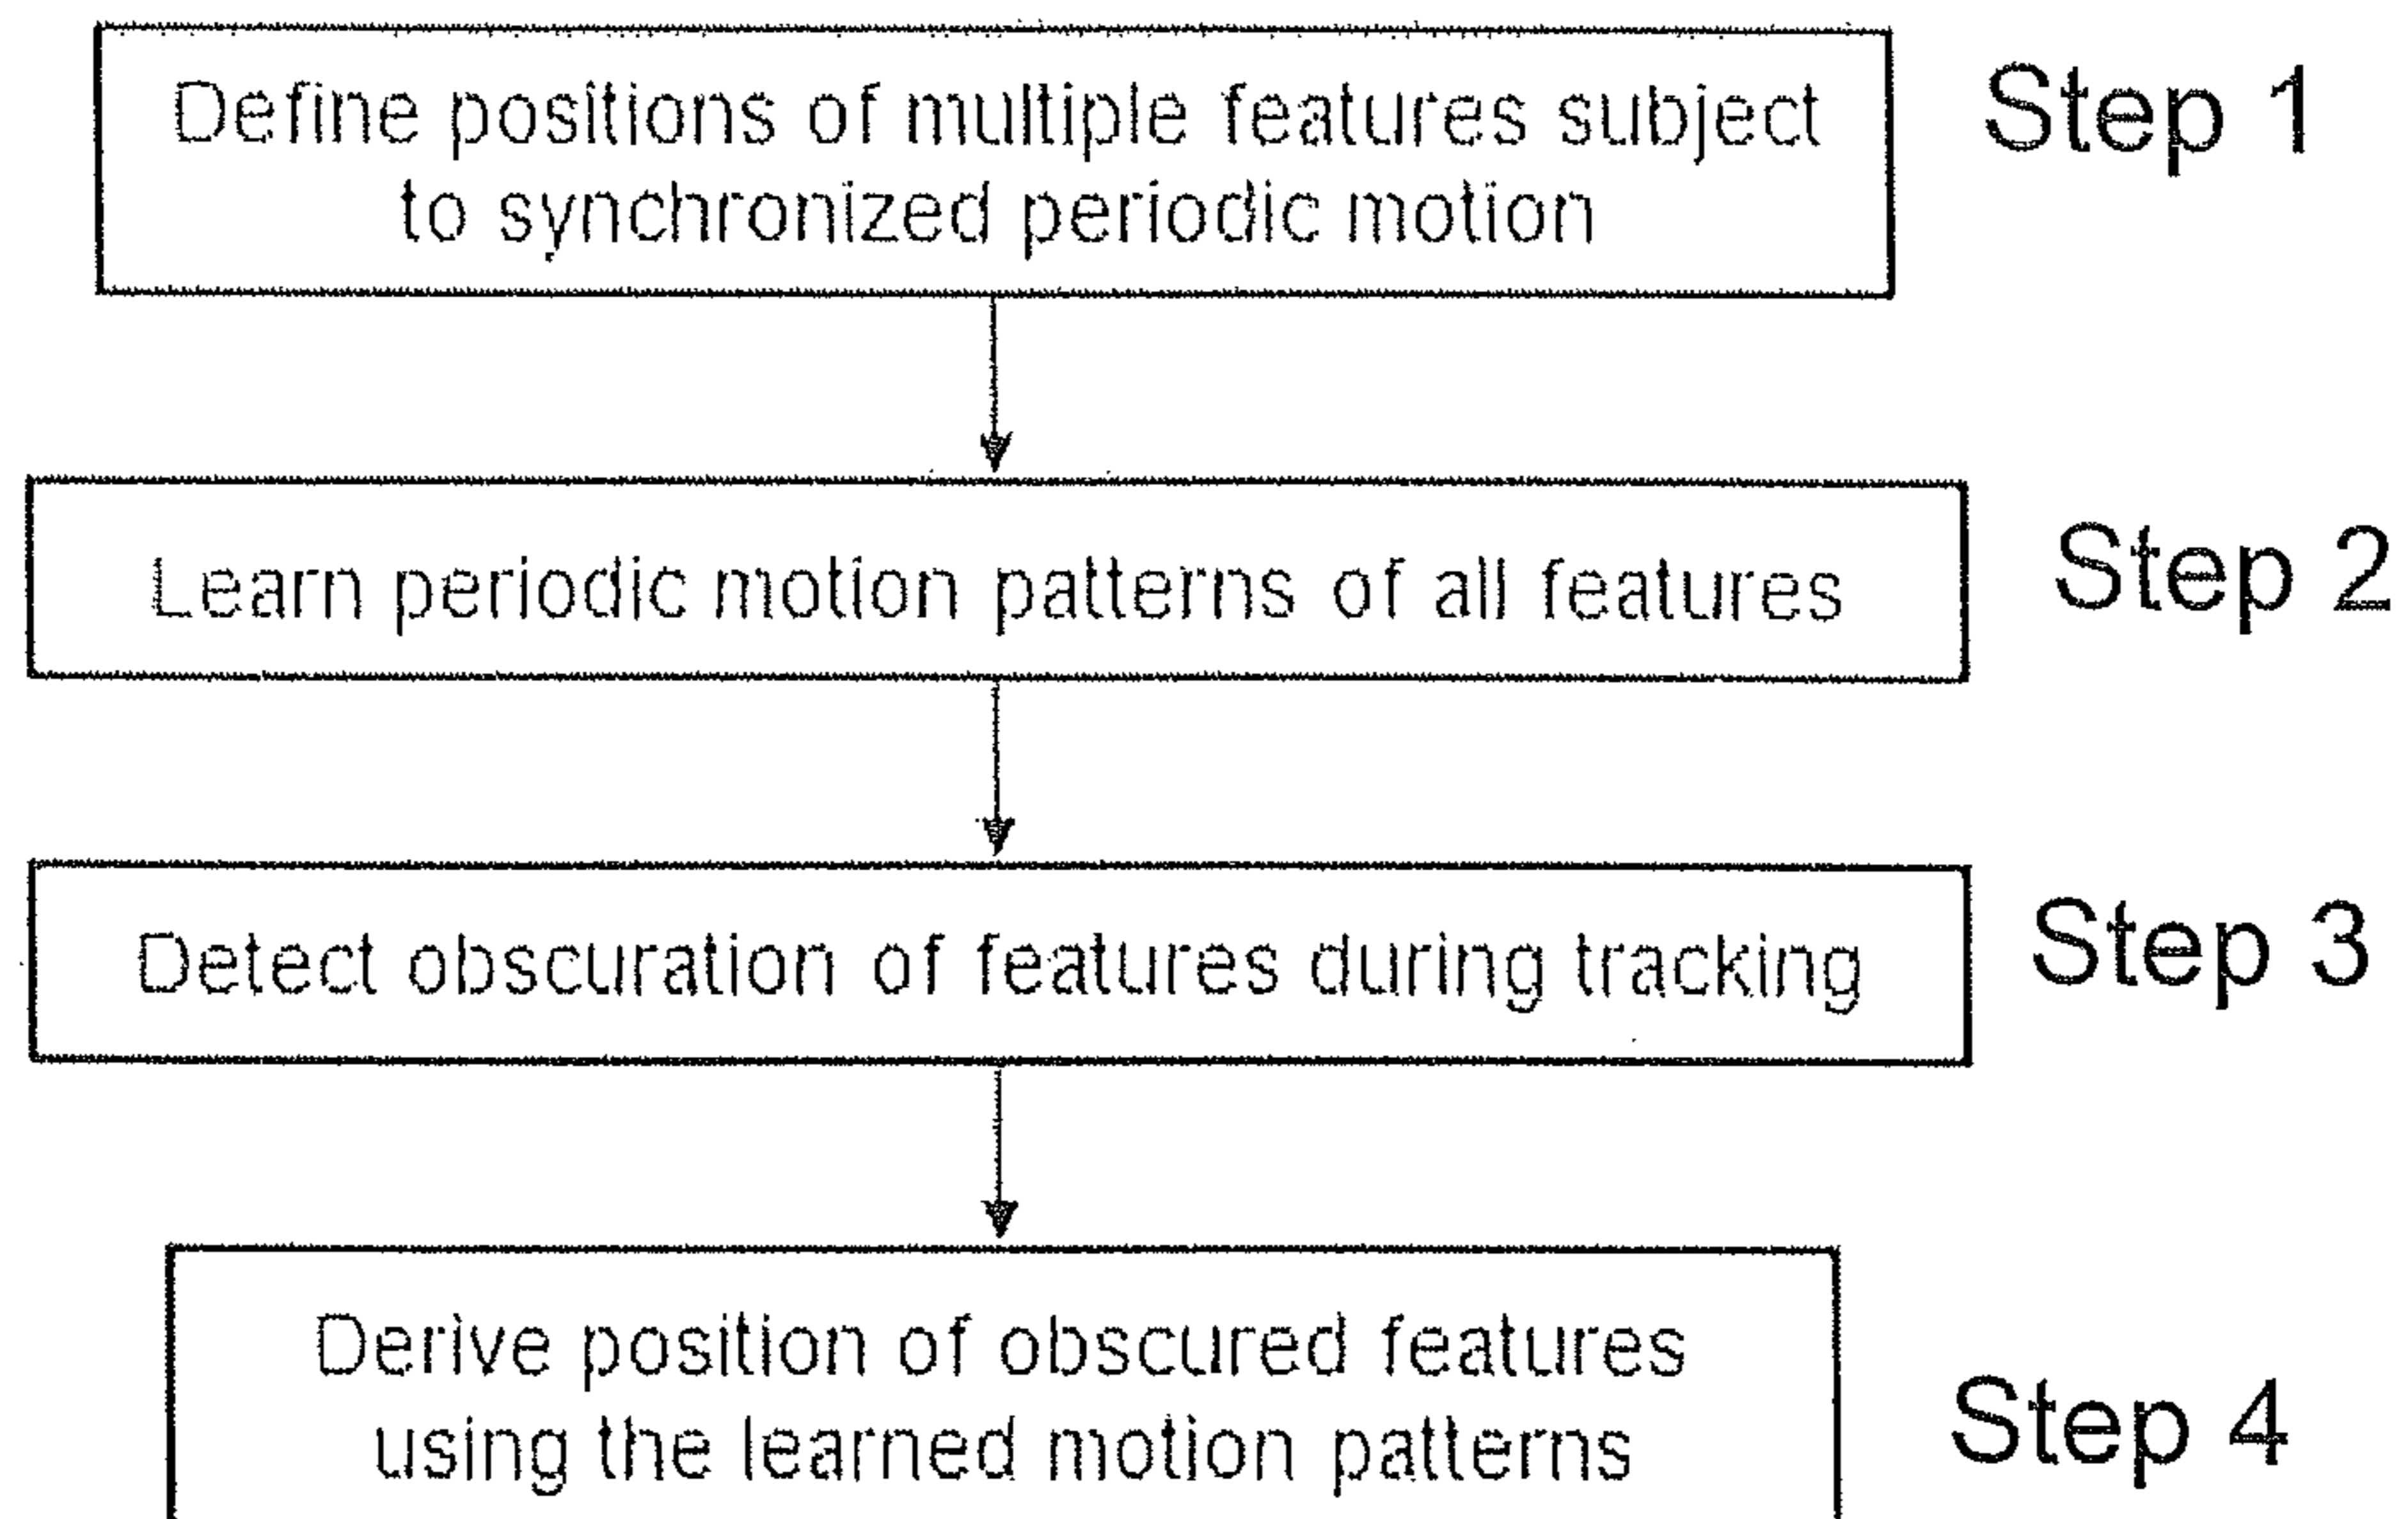 Define positions of multiple features subject
to synchronized periodic motion
Step 1
Learn periodic motion patterns of all features
Step 2
Detect obscuration of features during tracking
Step 3
Derive position of obscured features
using the learned motion patterns
Step 4